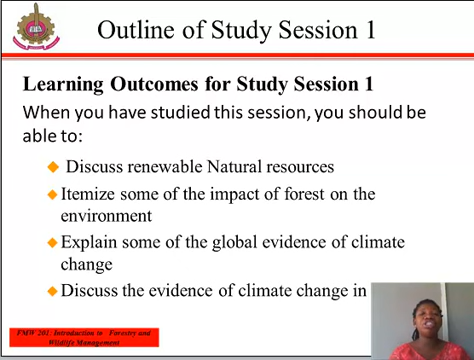 Outline of Study Session 1
Learning Outcomes for Study Session 1
When you have studied this session, you should be
able to:
Discuss renewable Natural resources
Itemize some of the impact of forest on the
environment
Explain some of the global evidence of climate
change
Discuss the evidence of climate change in
FMW 201 Introduction to Forestry and
Wildlife Management